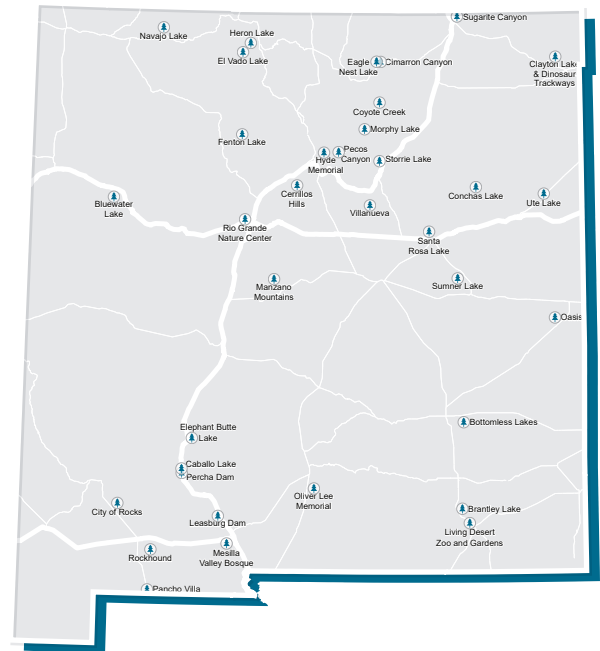 Sugarite Canyon
Navajo Lake
Heron Lake
El Vado Lake
Eagle
Nest Lake
Cimarron Canyon
Clayton Lake
& Dinosaur
Trackways
Coyote Creek
Morphy Lake
Fenton Lake
Pecos
Canyon
Hyde
Memorial
Storrie Lake
Cerrillos
Hills
Conchas Lake
Ute Lake
Bluewater
Lake
Villanueva
Rio Grande
Nature Center
Santa
Rosa Lake
Manzano
Mountains
Sumner Lake
Oasis
Elephant Butte
Lake
Bottomless Lakes
Caballo Lake
Percha Dam
Oliver Lee
Memorial
City of Rocks
Leasburg Dam
Brantley Lake
Living Desert
Zoo and Gardens
Rockhound
Mesilla
Valley Bosque
Pancho Villa